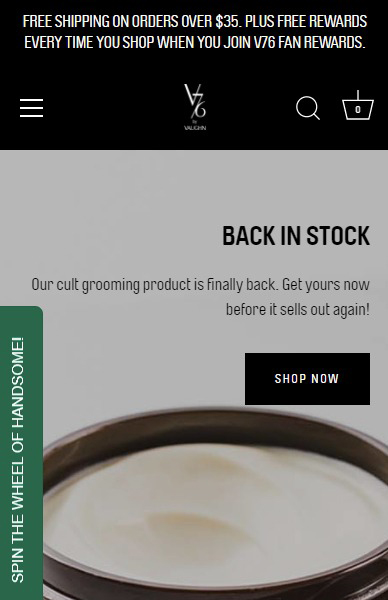 FREE SHIPPING ON ORDERS OVER $35. PLUS FREE REWARDS
EVERY TIME YOU SHOP WHEN YOU JOIN V76 FAN REWARDS.
V76
by
VAUGHN
0
BACK IN STOCK
Our cult grooming product is finally back. Get yours now
before it sells out again!
SHOP NOW
SPIN THE WHEEL OF HANDSOME!